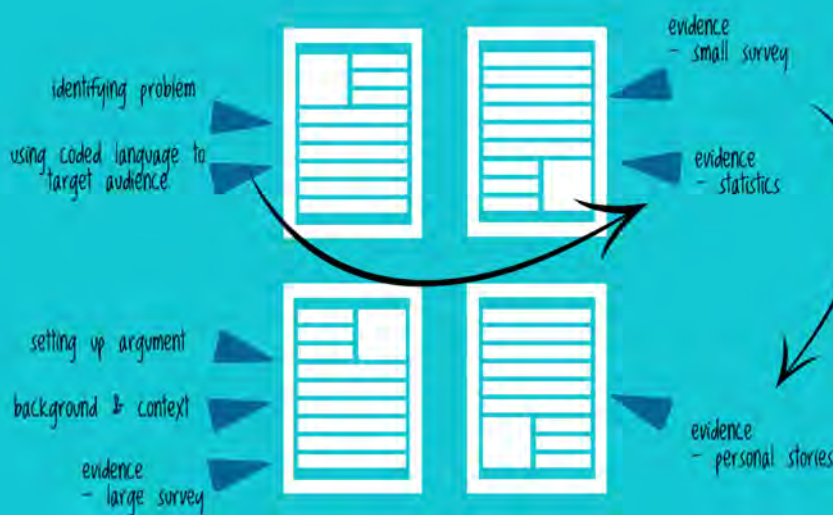 identifying problem
using coded language to
target audience
evidence
- small survey
evidence
- statistics
setting up argument
background & context
evidence
- large survey
evidence
- personal stories